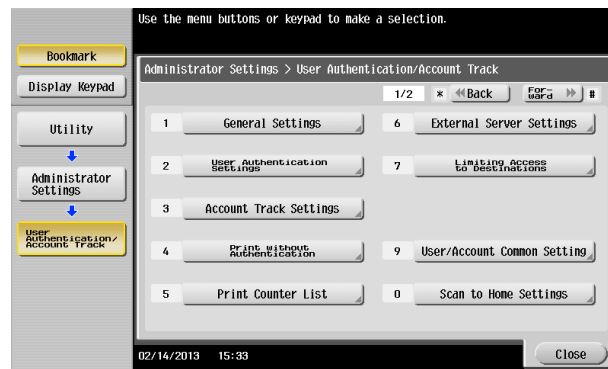 Use the menu buttons or keypad to make a selection.
Bookmark
Display Keypad
Utility
Administrator
Settings
User
Authentication/
Account Track
Administrator Settings > User Authentication/Account Track
1/2 * Back For-
ward #
1 General Settings
6 External Server Settings
2 User Authentication
Settings
7 Limiting Access
to Destinations
3 Account Track Settings
4 Print without
Authentication
9 User/Account Common Setting
5 Print Counter List
0 Scan to Home Settings
02/14/2013 15:33
Close